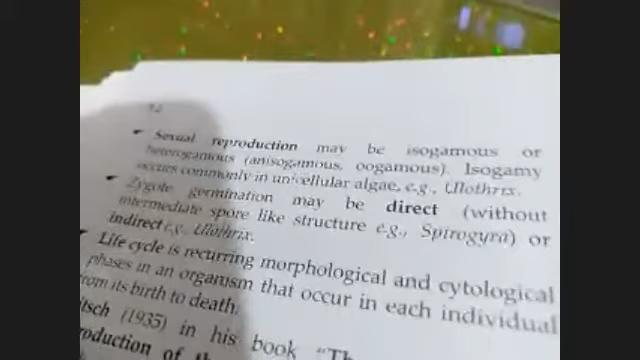 Sexual reproduction may be isogamous or
heterogamous (anisogamous, oogamous). Isogamy
occurs commonly in unicellular algae, e.g., Ulothrix.
Zygote germination may be direct (without
intermediate spore like structure e.g., Spirogyra) or
indirect e.g., Ulothrix.
Life cycle is recurring morphological and cytological
phases in an organism that occur in each individual
from its birth to death.
(1935) in his book "Th
of the